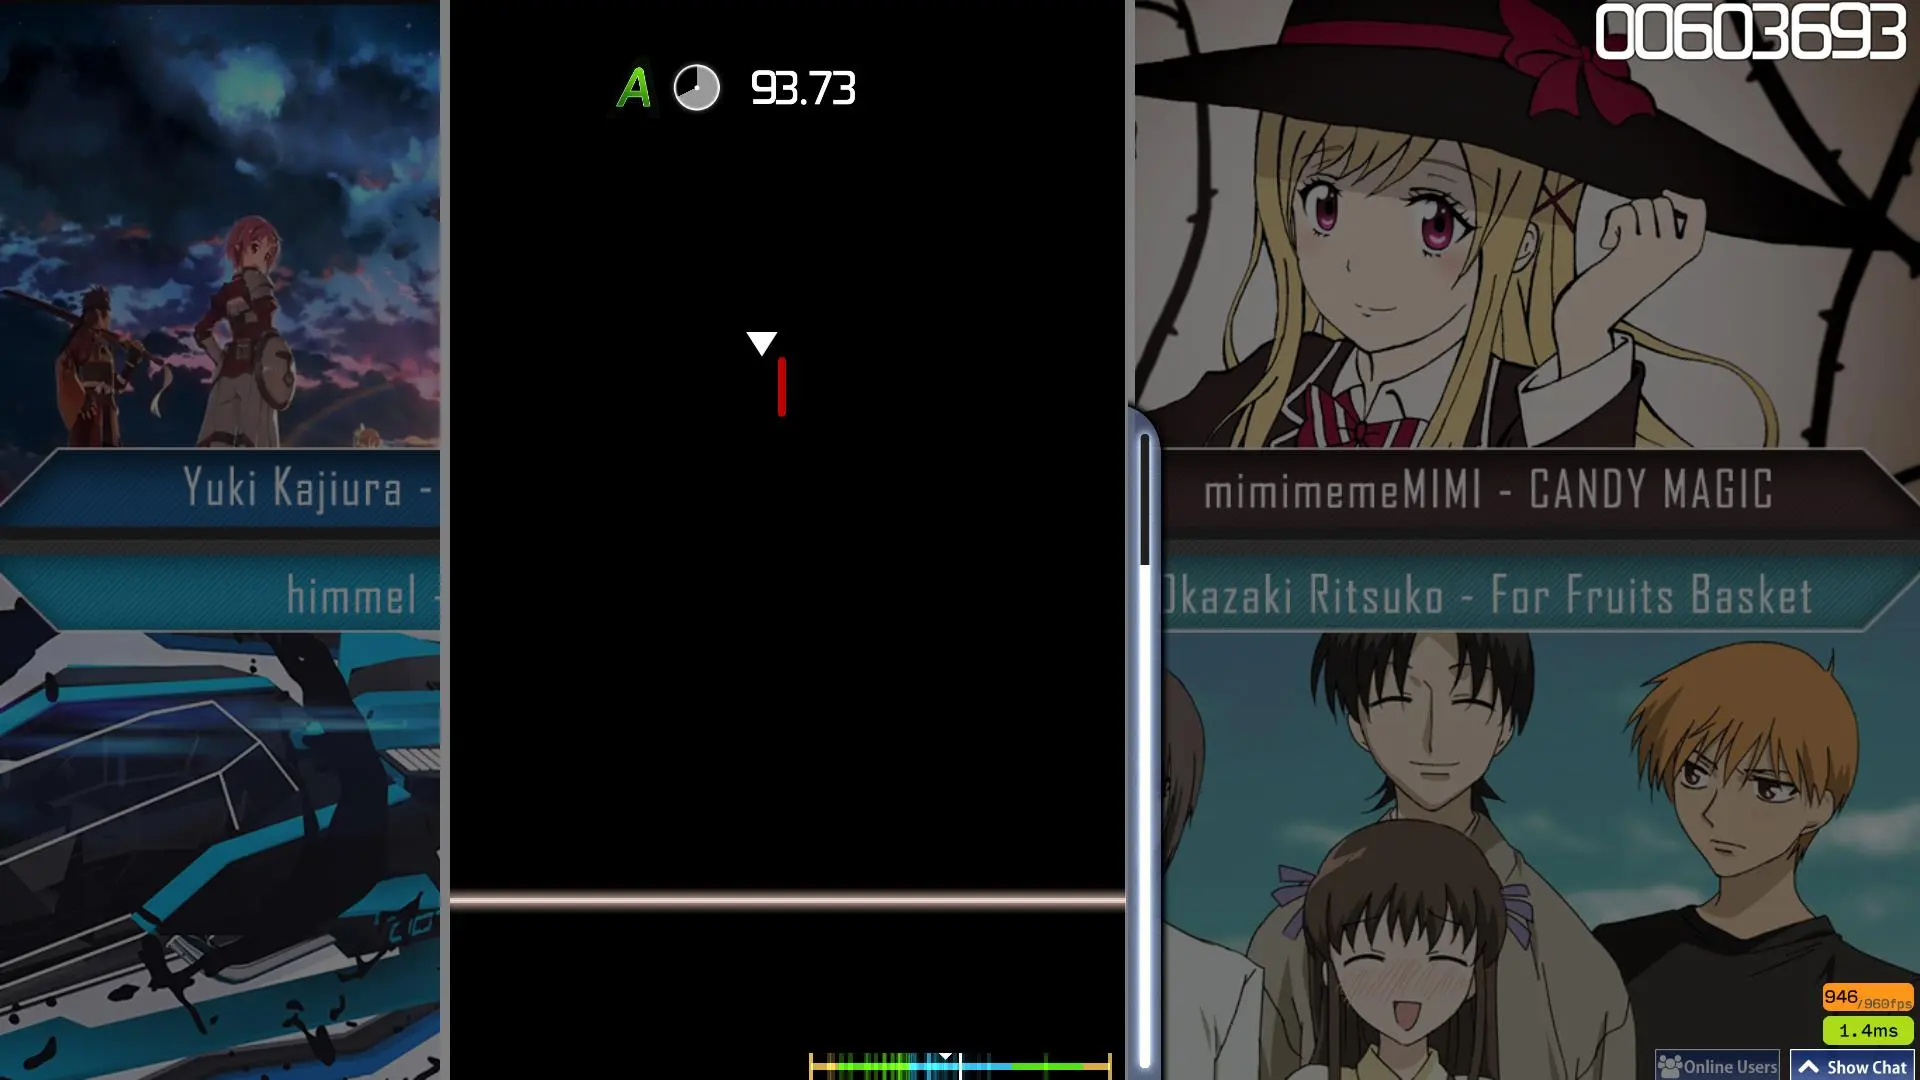 00603693
A 93.73
Yuki Kajiura -
mimimemeMIMI - CANDY MAGIC
himmel -
Okazaki Ritsuko - For Fruits Basket
946/960fps
1.4ms
Online Users
Show Chat